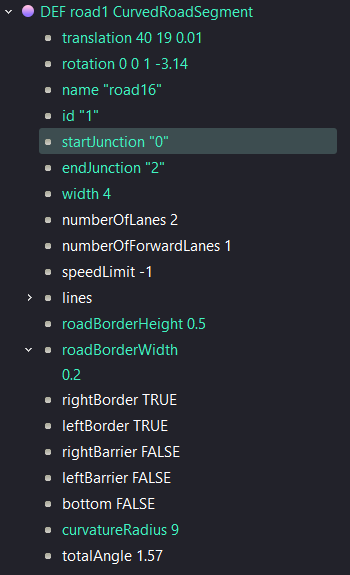 DEF road1 CurvedRoadSegment
translation 40 19 0.01
rotation 0 0 1 -3.14
name "road16"
id "1"
startJunction "0"
endJunction "2"
width 4
numberOfLanes 2
numberOfForwardLanes 1
speedLimit -1
lines
roadBorderHeight 0.5
roadBorderWidth
0.2
rightBorder TRUE
leftBorder TRUE
rightBarrier FALSE
leftBarrier FALSE
bottom FALSE
curvatureRadius 9
totalAngle 1.57